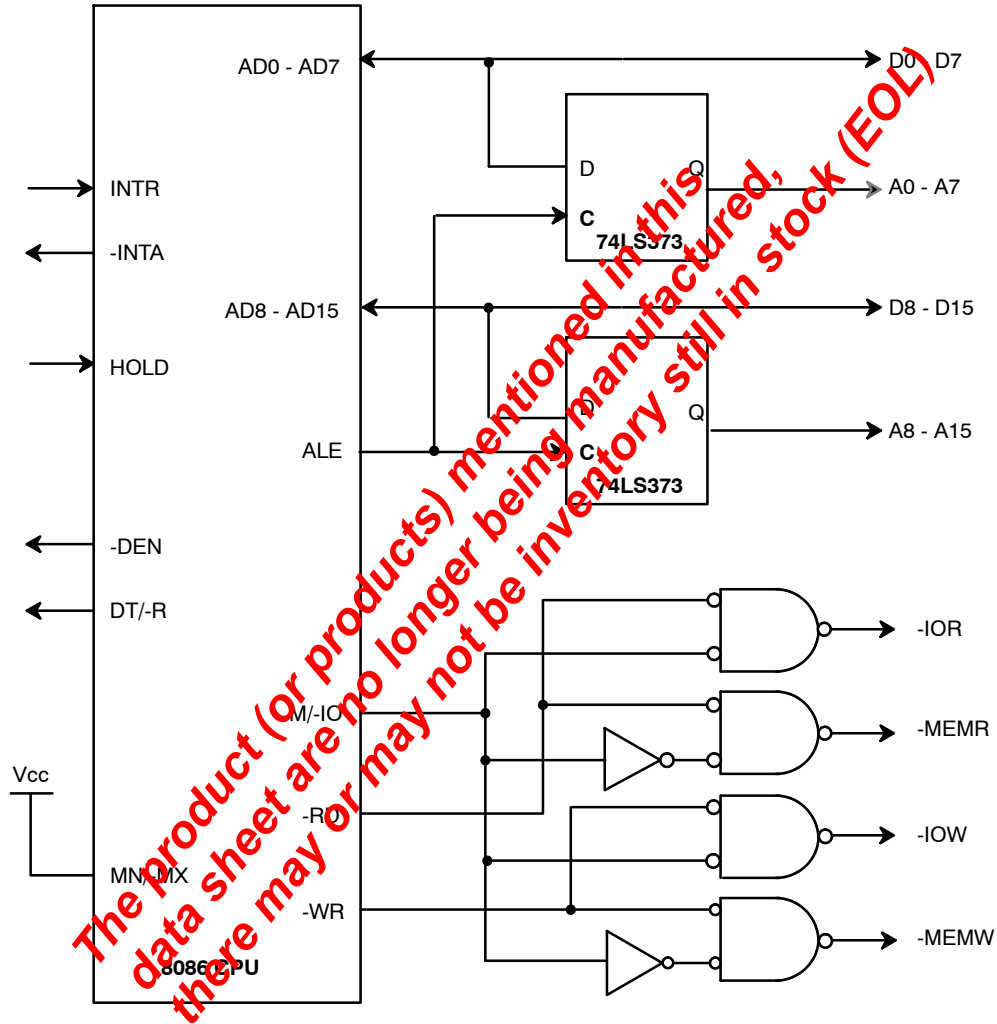 AD0 - AD7
D0 - D7
D
Q
INTR
A0 - A7
C
74LS373
-INTA
AD8 - AD15
D8 - D15
HOLD
D
Q
A8 - A15
ALE
C
74LS373
-DEN
DT/-R
-IOR
M/-IO
-MEMR
Vcc
-RD
-IOW
MN/-MX
-WR
-MEMW
8086 CPU
The product (or products) mentioned in this
data sheet are no longer being manufactured,
there may or may not be inventory still in stock (EOL)